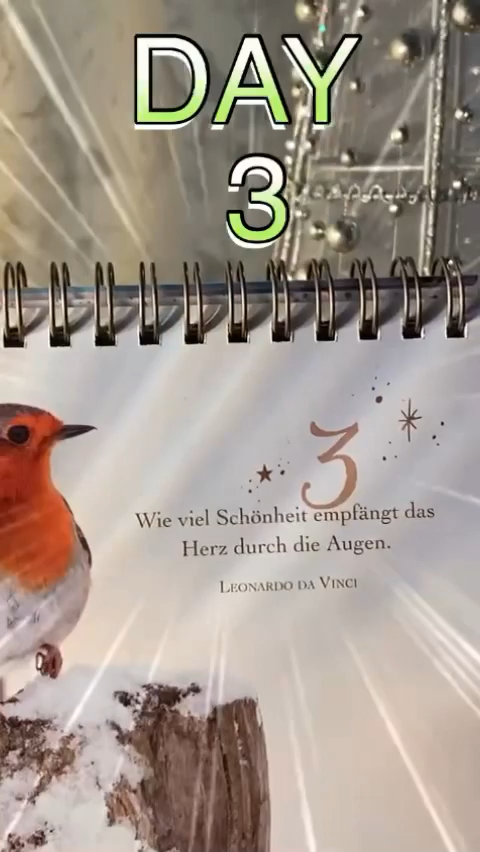 DAY
3
3
Wie viel Schönheit empfängt das
Herz durch die Augen.
Leonardo da Vinci